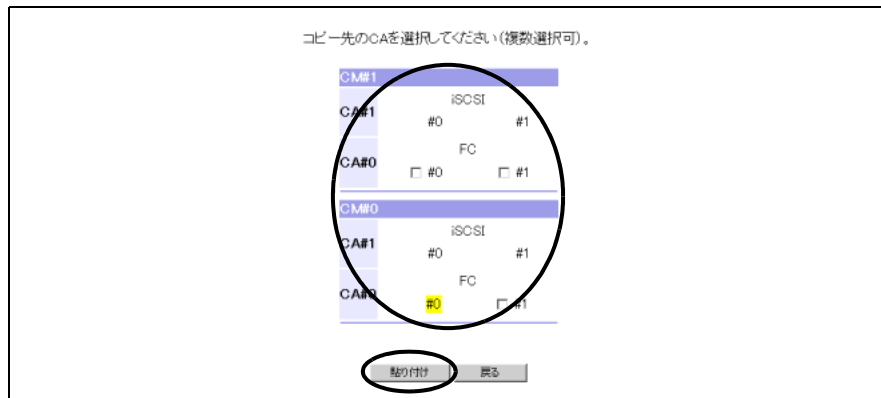 コピー先のCAを選択してください（複数選択可）。
CM#1
CA#1
iSCSI
#0 #1
CA#0
FC
#0 #1
CM#0
CA#1
iSCSI
#0 #1
CA#0
FC
#0 #1
貼り付け 戻る